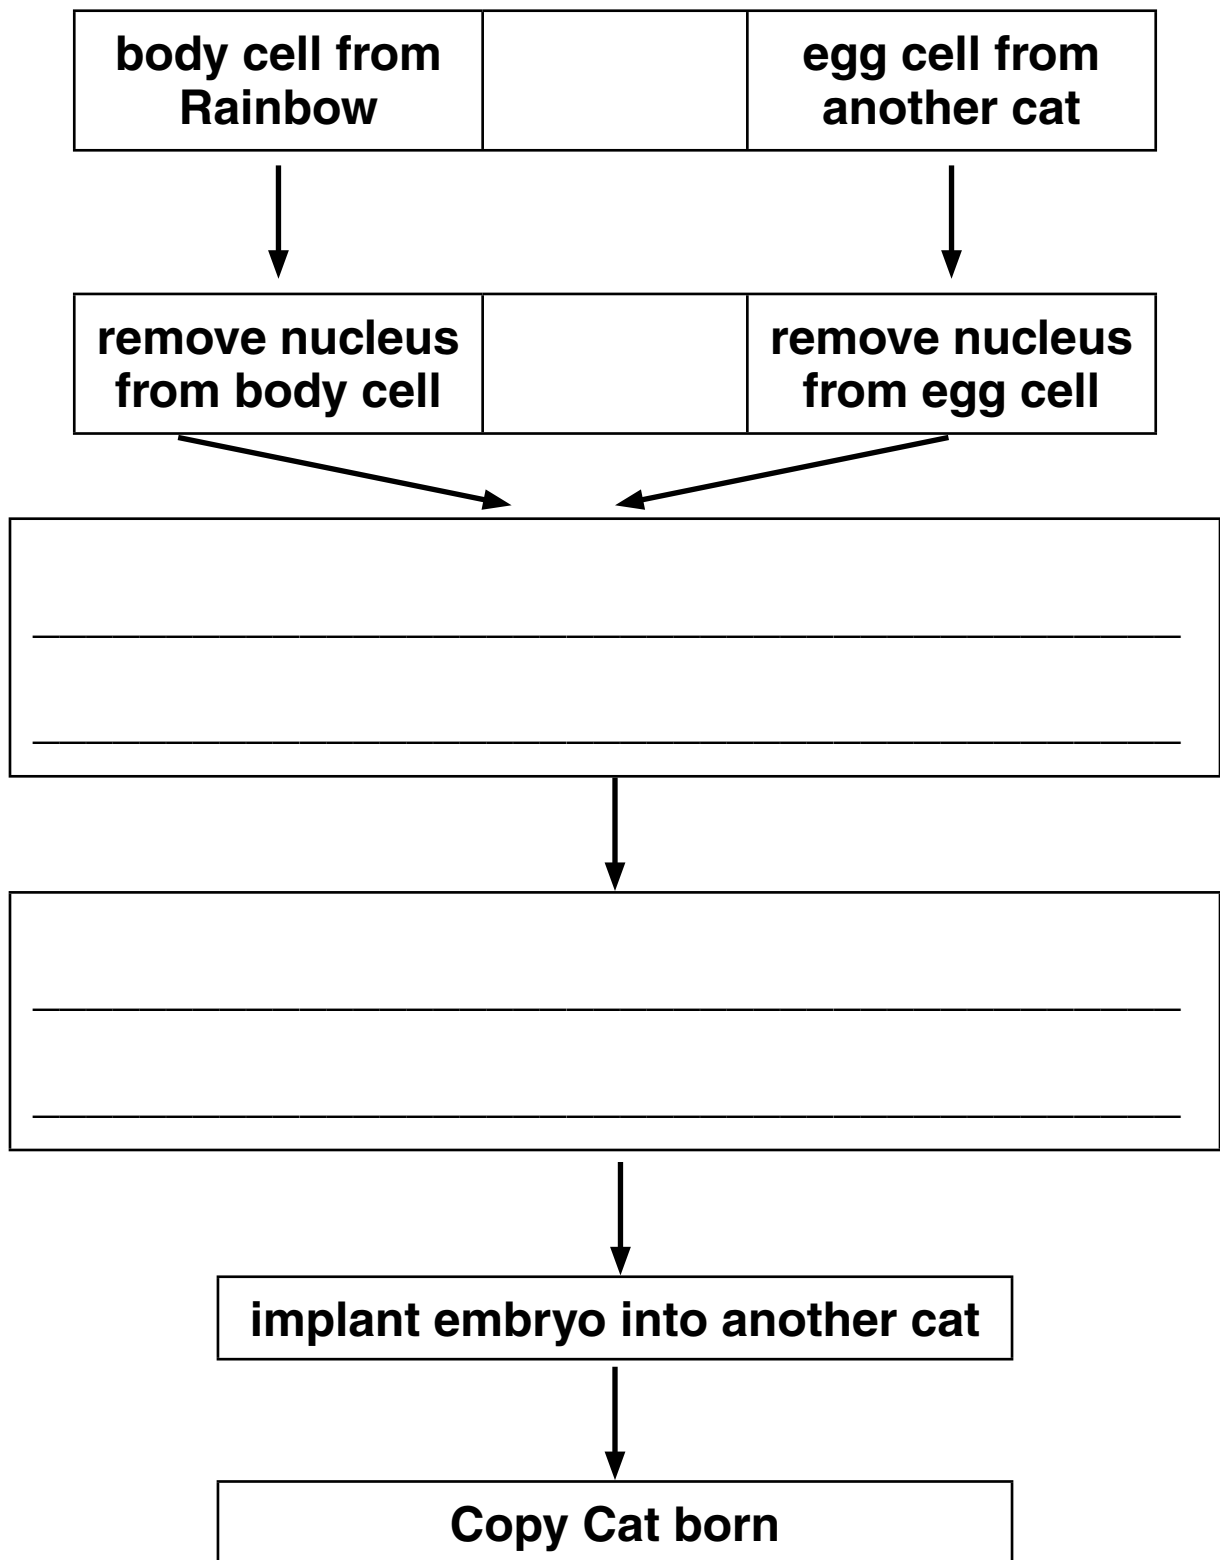 body cell from
Rainbow
egg cell from
another cat
remove nucleus
from body cell
remove nucleus
from egg cell
implant embryo into another cat
Copy Cat born